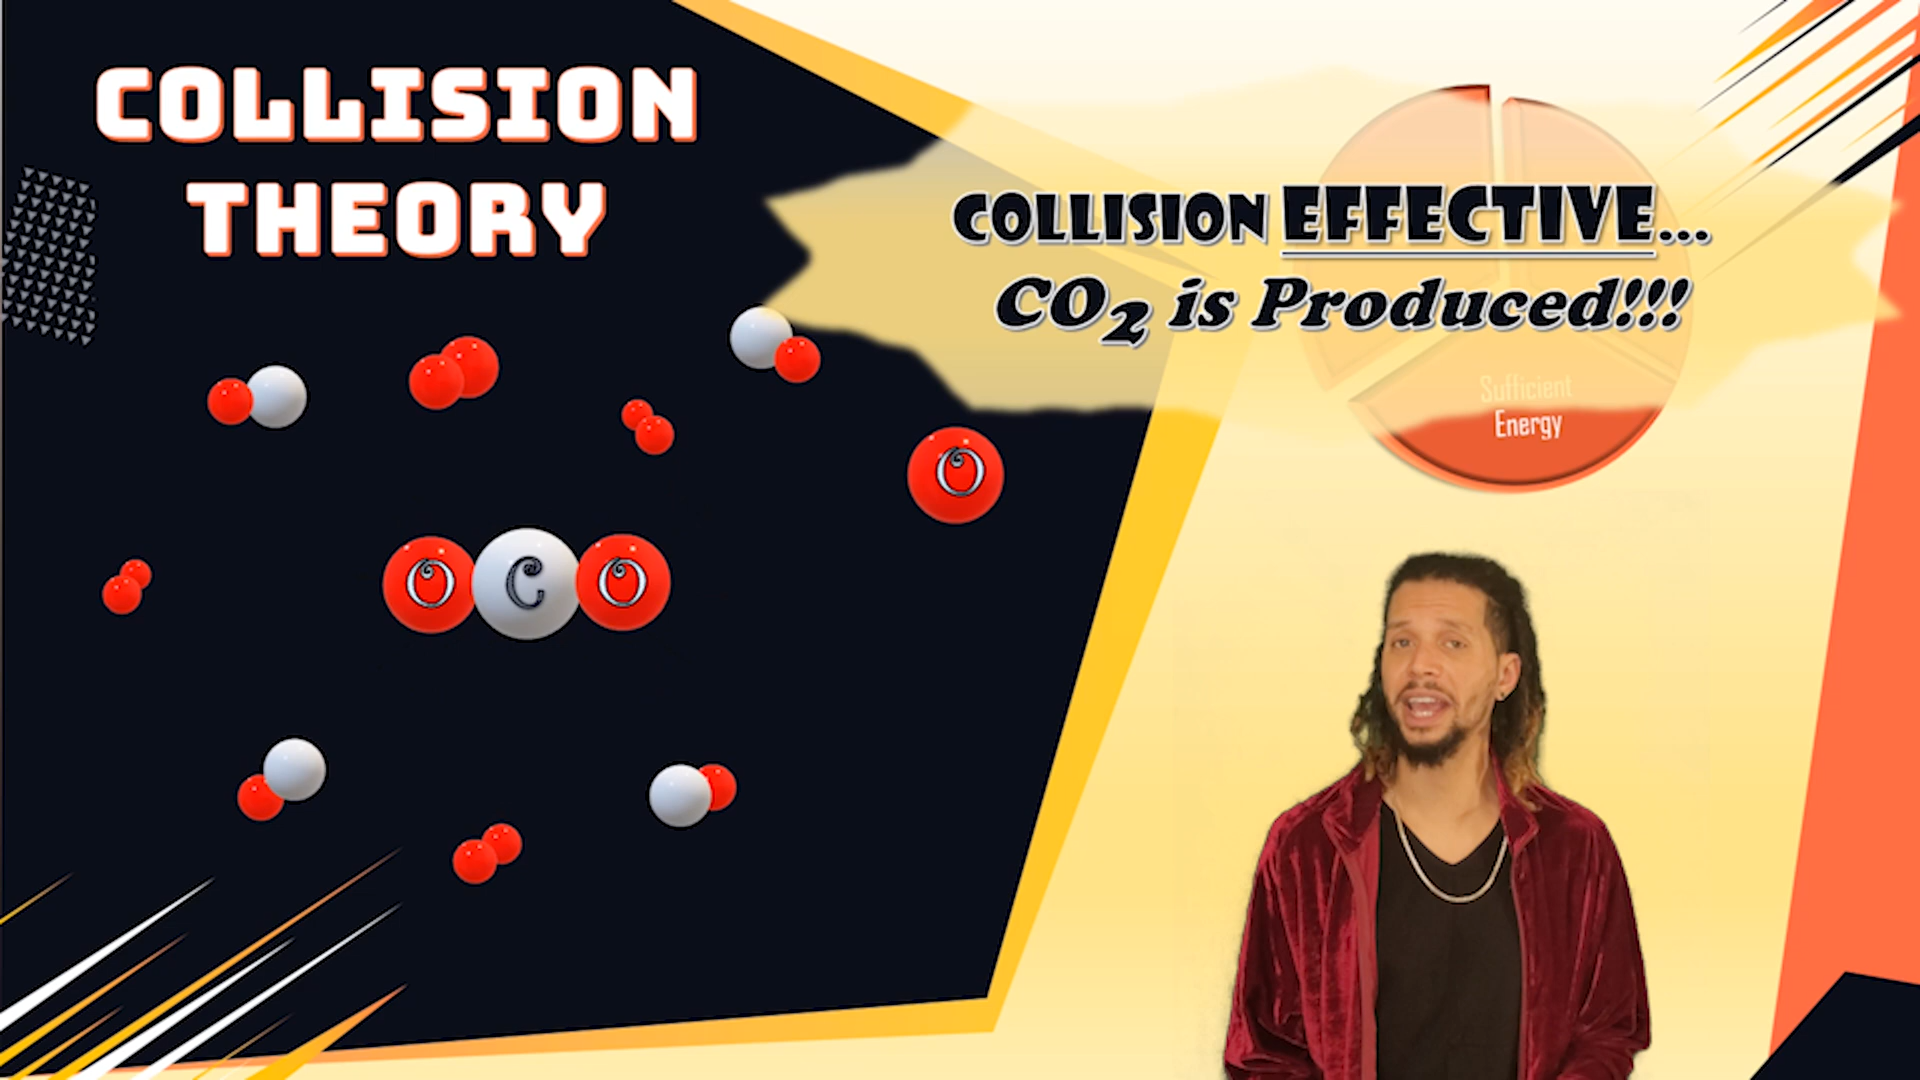 COLLISION
THEORY
COLLISION EFFECTIVE...
CO₂ is Produced!!!
Sufficient
Energy
O
O C O